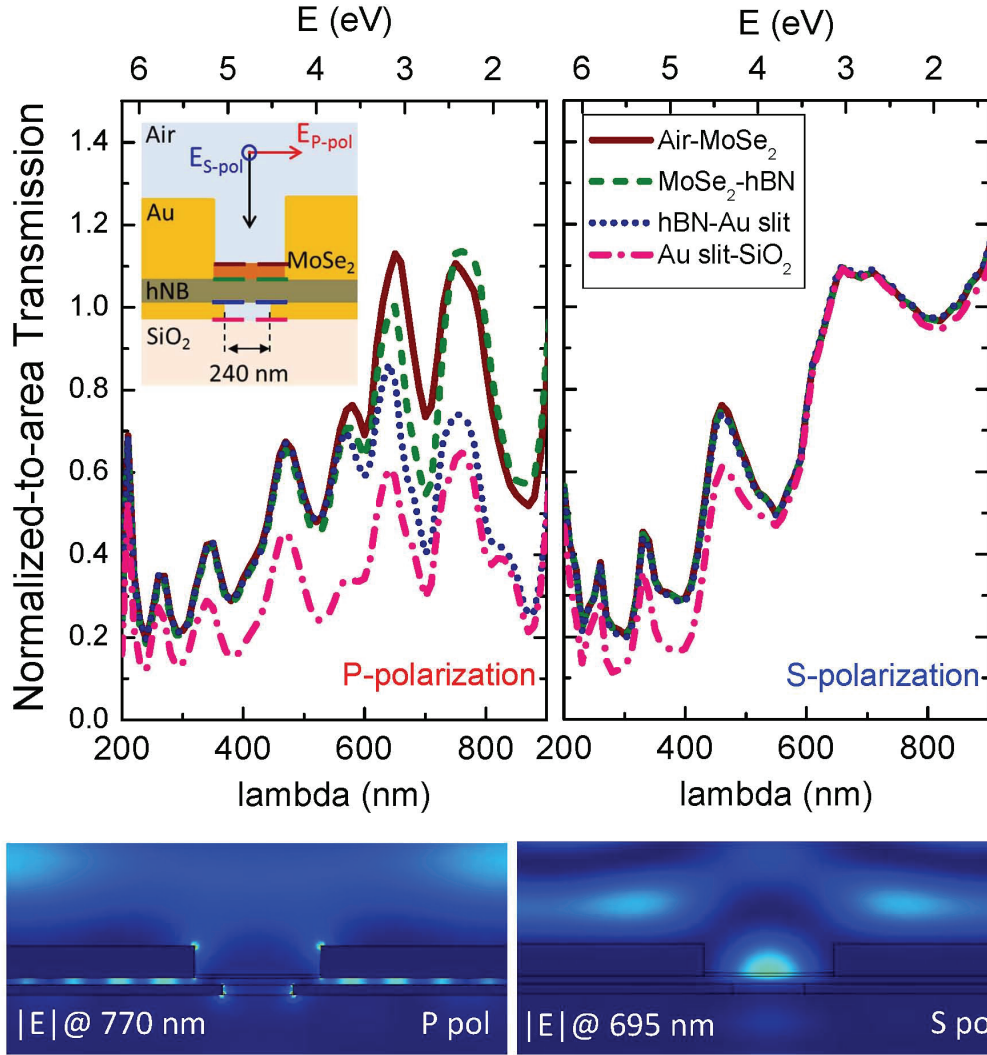 E (eV)
E (eV)
6 5 4 3 2
6 5 4 3 2
Normalized-to-area Transmission
1.4
1.2
1.0
0.8
0.6
0.4
0.2
0.0
Air
E P-pol
E S-pol
Au
MoSe2
hNB
SiO2
240 nm
P-polarization
Air-MoSe2
MoSe2-hBN
hBN-Au slit
Au slit-SiO2
S-polarization
200 400 600 800
200 400 600 800
lambda (nm)
lambda (nm)
|E|@ 770 nm
P pol
|E|@ 695 nm
S po